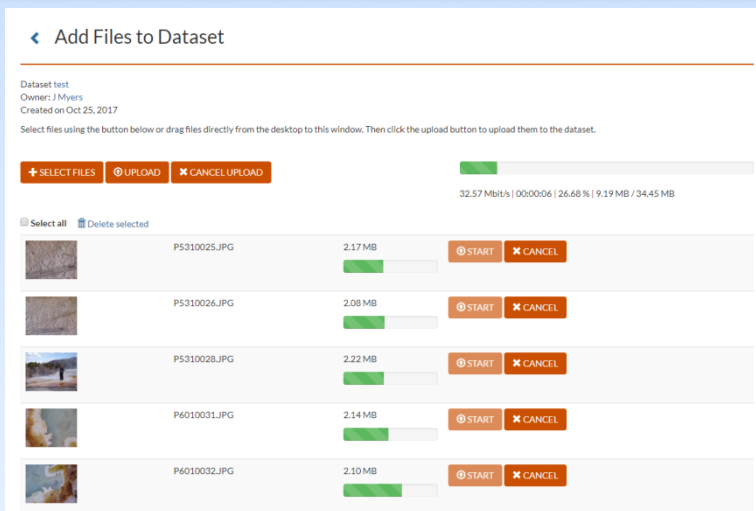 Add Files to Dataset
Dataset test
Owner: J Myers
Created on Oct 25, 2017
Select files using the button below or drag files directly from the desktop to this window. Then click the upload button to upload them to the dataset.
SELECT FILES UPLOAD CANCEL UPLOAD
32.57 Mbit/s | 00:00:06 | 26.68 % | 9.19 MB / 34.45 MB
Select all Delete selected
P5310025.JPG 2.17 MB START CANCEL
P5310026.JPG 2.08 MB START CANCEL
P5310028.JPG 2.22 MB START CANCEL
P6010031.JPG 2.14 MB START CANCEL
P6010032.JPG 2.10 MB START CANCEL